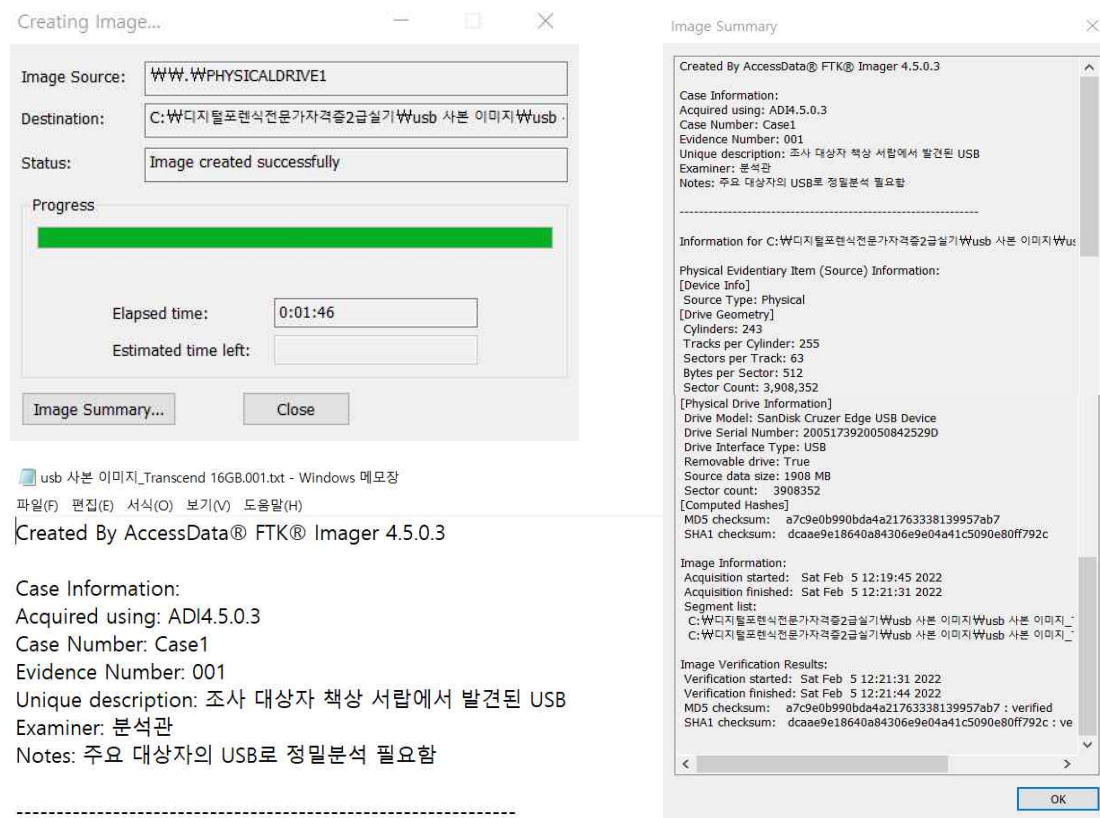 Creating Image...
Image Source: ₩₩.₩PHYSICALDRIVE1
Destination: C:₩디지털포렌식전문가자격증2급실기₩usb 사본 이미지₩usb
Status: Image created successfully
Progress
Elapsed time: 0:01:46
Estimated time left:
Image Summary...
Close
usb 사본 이미지_Transcend 16GB.001.txt - Windows 메모장
파일(F) 편집(E) 서식(O) 보기(V) 도움말(H)
Created By AccessData® FTK® Imager 4.5.0.3
Case Information:
Acquired using: ADI4.5.0.3
Case Number: Case1
Evidence Number: 001
Unique description: 조사 대상자 책상 서랍에서 발견된 USB
Examiner: 분석관
Notes: 주요 대상자의 USB로 정밀분석 필요함
--------------------------------------------------------------
Image Summary
Created By AccessData® FTK® Imager 4.5.0.3
Case Information:
Acquired using: ADI4.5.0.3
Case Number: Case1
Evidence Number: 001
Unique description: 조사 대상자 책상 서랍에서 발견된 USB
Examiner: 분석관
Notes: 주요 대상자의 USB로 정밀분석 필요함
--------------------------------------------------------------
Information for C:₩디지털포렌식전문가자격증2급실기₩usb 사본 이미지₩us
Physical Evidentiary Item (Source) Information:
[Device Info]
Source Type: Physical
[Drive Geometry]
Cylinders: 243
Tracks per Cylinder: 255
Sectors per Track: 63
Bytes per Sector: 512
Sector Count: 3,908,352
[Physical Drive Information]
Drive Model: SanDisk Cruzer Edge USB Device
Drive Serial Number: 2005173920050842529D
Drive Interface Type: USB
Removable drive: True
Source data size: 1908 MB
Sector count: 3908352
[Computed Hashes]
MD5 checksum: a7c9e0b990bda4a21763338139957ab7
SHA1 checksum: dcaae9e18640a84306e9e04a41c5090e80ff792c
Image Information:
Acquisition started: Sat Feb 5 12:19:45 2022
Acquisition finished: Sat Feb 5 12:21:31 2022
Segment list:
C:₩디지털포렌식전문가자격증2급실기₩usb 사본 이미지₩usb 사본 이미지_
C:₩디지털포렌식전문가자격증2급실기₩usb 사본 이미지₩usb 사본 이미지_
Image Verification Results:
Verification started: Sat Feb 5 12:21:31 2022
Verification finished: Sat Feb 5 12:21:44 2022
MD5 checksum: a7c9e0b990bda4a21763338139957ab7 : verified
SHA1 checksum: dcaae9e18640a84306e9e04a41c5090e80ff792c : ve
OK